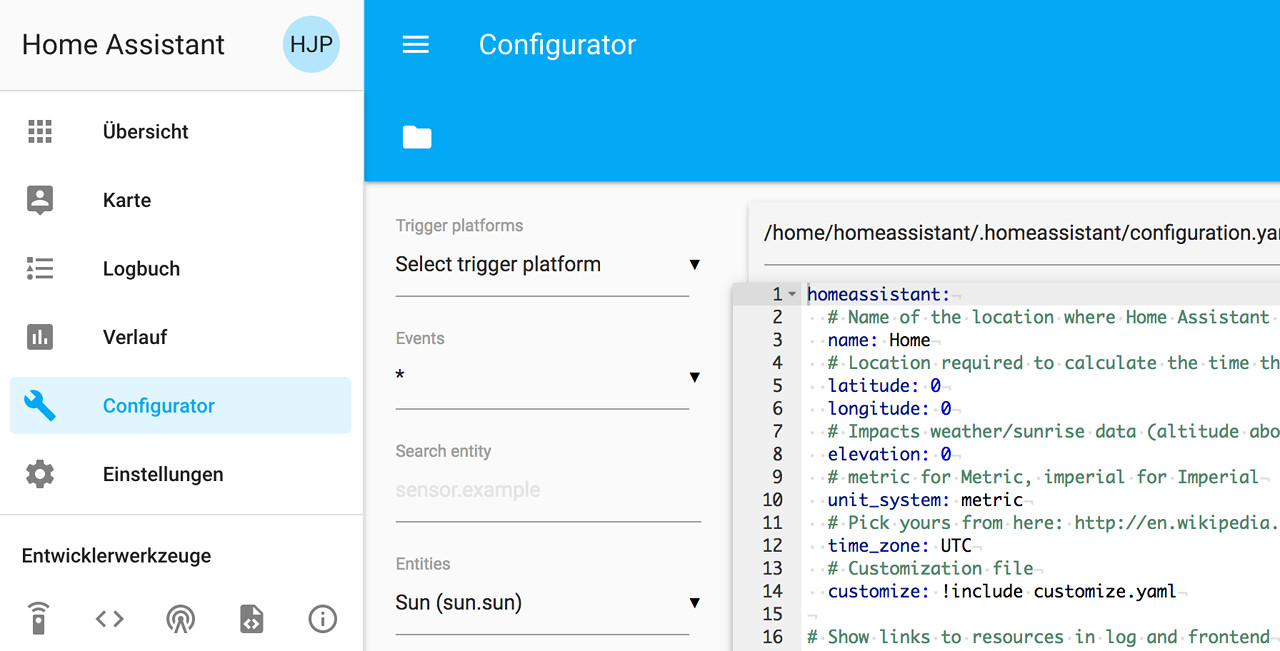 Home Assistant
HJP
Übersicht
Karte
Logbuch
Verlauf
Configurator
Einstellungen
Entwicklerwerkzeuge
Configurator
Trigger platforms
Select trigger platform
Events
*
Search entity
sensor.example
Entities
Sun (sun.sun)
/home/homeassistant/.homeassistant/configuration.ya
1 homeassistant:
2 # Name of the location where Home Assistant
3 name: Home
4 # Location required to calculate the time th
5 latitude: 0
6 longitude: 0
7 # Impacts weather/sunrise data (altitude abo
8 elevation: 0
9 # metric for Metric, imperial for Imperial
10 unit_system: metric
11 # Pick yours from here: http://en.wikipedia.
12 time_zone: UTC
13 # Customization file
14 customize: !include customize.yaml
15
16 # Show links to resources in log and frontend